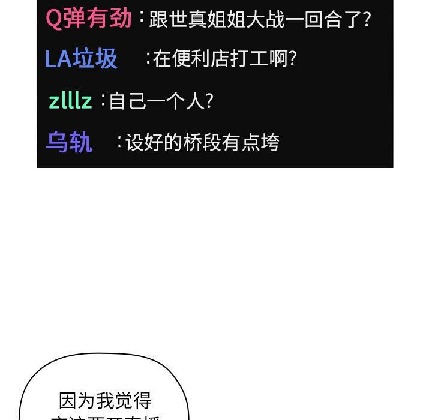 Q弹有劲：跟世真姐姐大战一回合了?
LA垃圾：在便利店打工啊?
zlllz：自己一个人?
乌轨：设好的桥段有点垮
因为我觉得